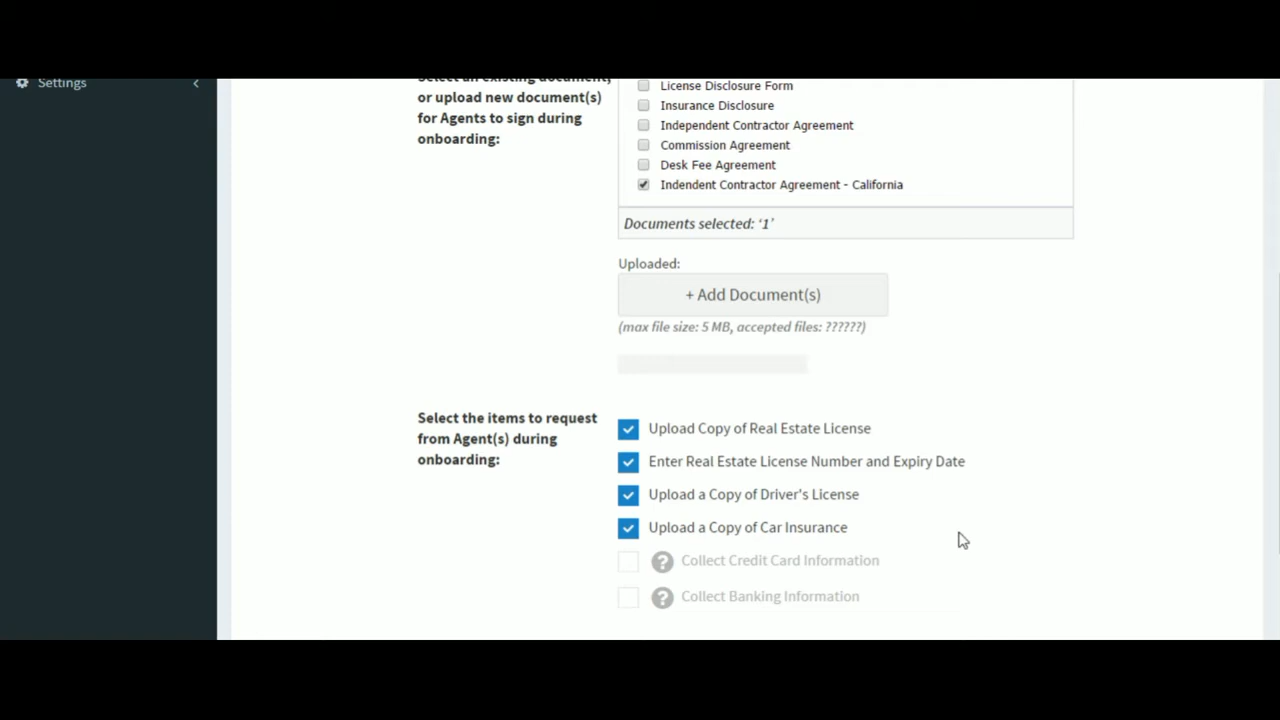 Settings
Select an existing document,
or upload new document(s)
for Agents to sign during
onboarding:
License Disclosure Form
Insurance Disclosure
Independent Contractor Agreement
Commission Agreement
Desk Fee Agreement
Indendent Contractor Agreement - California
Documents selected: ‘1’
Uploaded:
+ Add Document(s)
(max file size: 5 MB, accepted files: ??????)
Select the items to request
from Agent(s) during
onboarding:
Upload Copy of Real Estate License
Enter Real Estate License Number and Expiry Date
Upload a Copy of Driver's License
Upload a Copy of Car Insurance
? Collect Credit Card Information
? Collect Banking Information